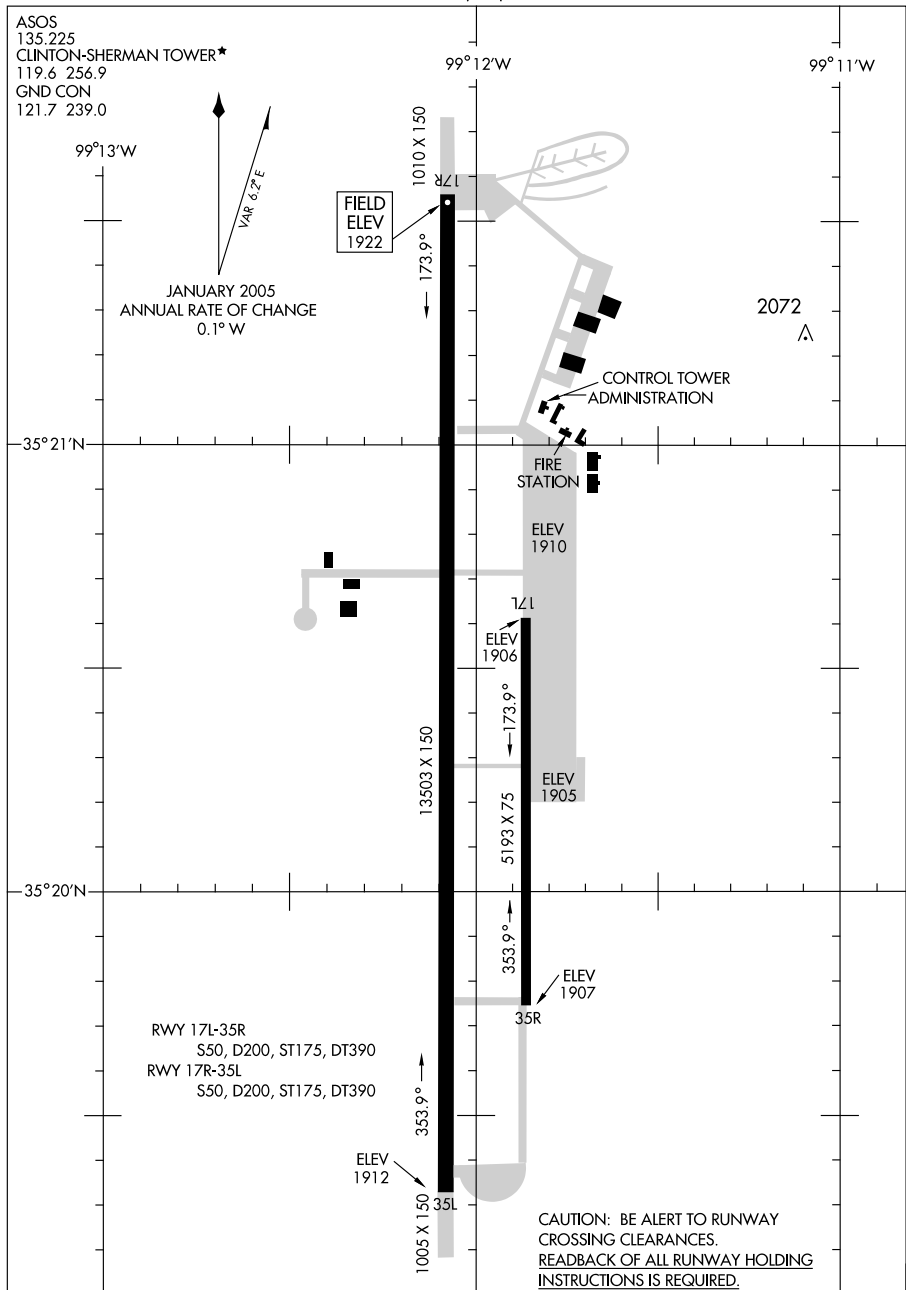 ASOS
135.225
CLINTON-SHERMAN TOWER★
119.6 256.9
GND CON
121.7 239.0
99°13'W
99°12'W
99°11'W
VAR 6.2° E
JANUARY 2005
ANNUAL RATE OF CHANGE
0.1° W
1010 X 150
17R
FIELD
ELEV
1922
173.9°
2072
CONTROL TOWER
ADMINISTRATION
35°21'N
FIRE
STATION
ELEV
1910
17L
ELEV
1906
173.9°
13503 X 150
ELEV
1905
5193 X 75
35°20'N
353.9°
ELEV
1907
35R
RWY 17L-35R
S50, D200, ST175, DT390
RWY 17R-35L
S50, D200, ST175, DT390
353.9°
ELEV
1912
35L
1005 X 150
CAUTION: BE ALERT TO RUNWAY
CROSSING CLEARANCES.
READBACK OF ALL RUNWAY HOLDING
INSTRUCTIONS IS REQUIRED.